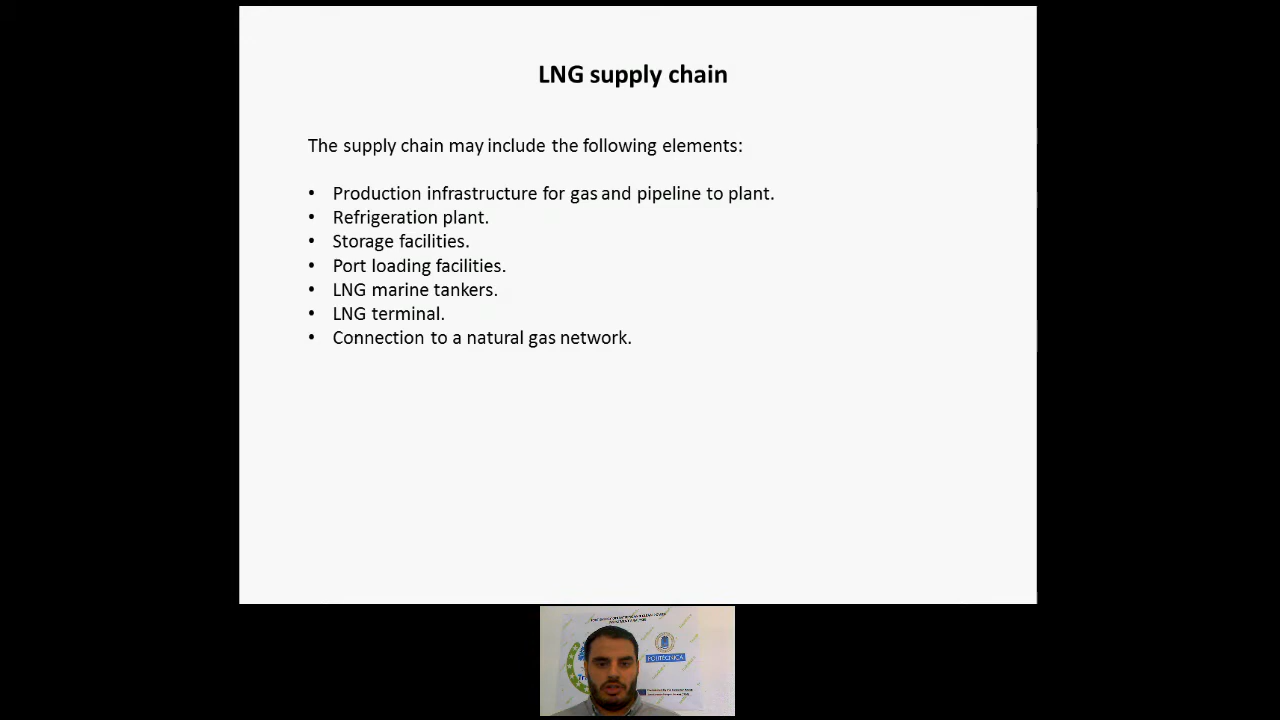 LNG supply chain
The supply chain may include the following elements:
• Production infrastructure for gas and pipeline to plant.
• Refrigeration plant.
• Storage facilities.
• Port loading facilities.
• LNG marine tankers.
• LNG terminal.
• Connection to a natural gas network.
POLITÉCNICA